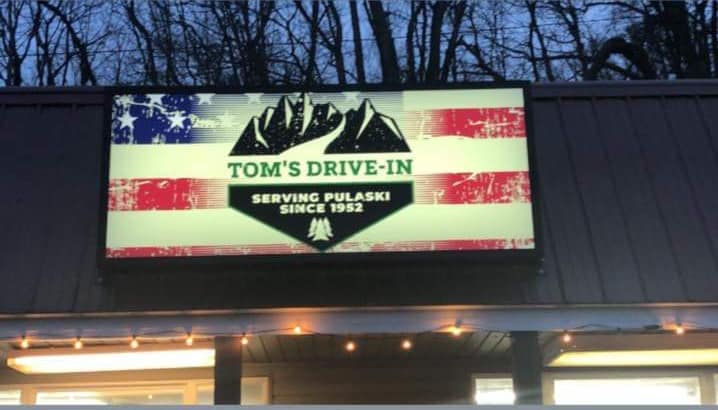 TOM'S DRIVE-IN
SERVING PULASKI
SINCE 1952